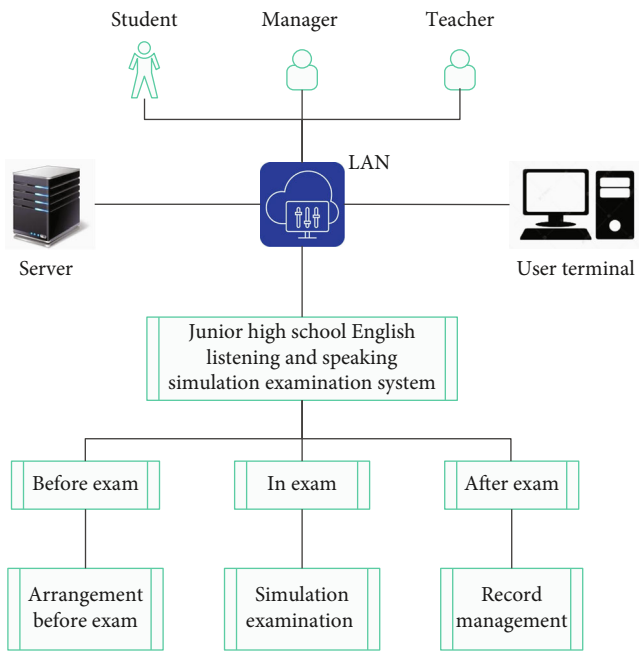 Student
Manager
Teacher
LAN
Server
User terminal
Junior high school English
listening and speaking
simulation examination system
Before exam
In exam
After exam
Arrangement
before exam
Simulation
examination
Record
management